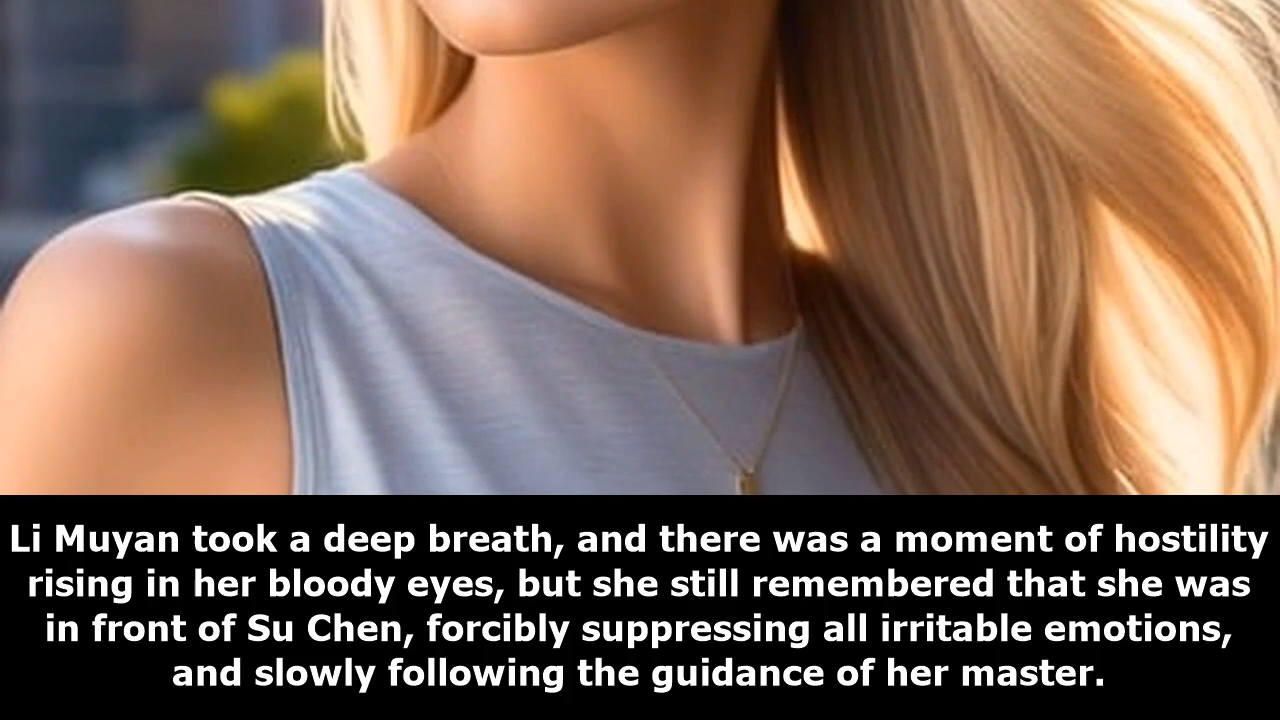 Li Muyan took a deep breath, and there was a moment of hostility
rising in her bloody eyes, but she still remembered that she was
in front of Su Chen, forcibly suppressing all irritable emotions,
and slowly following the guidance of her master.